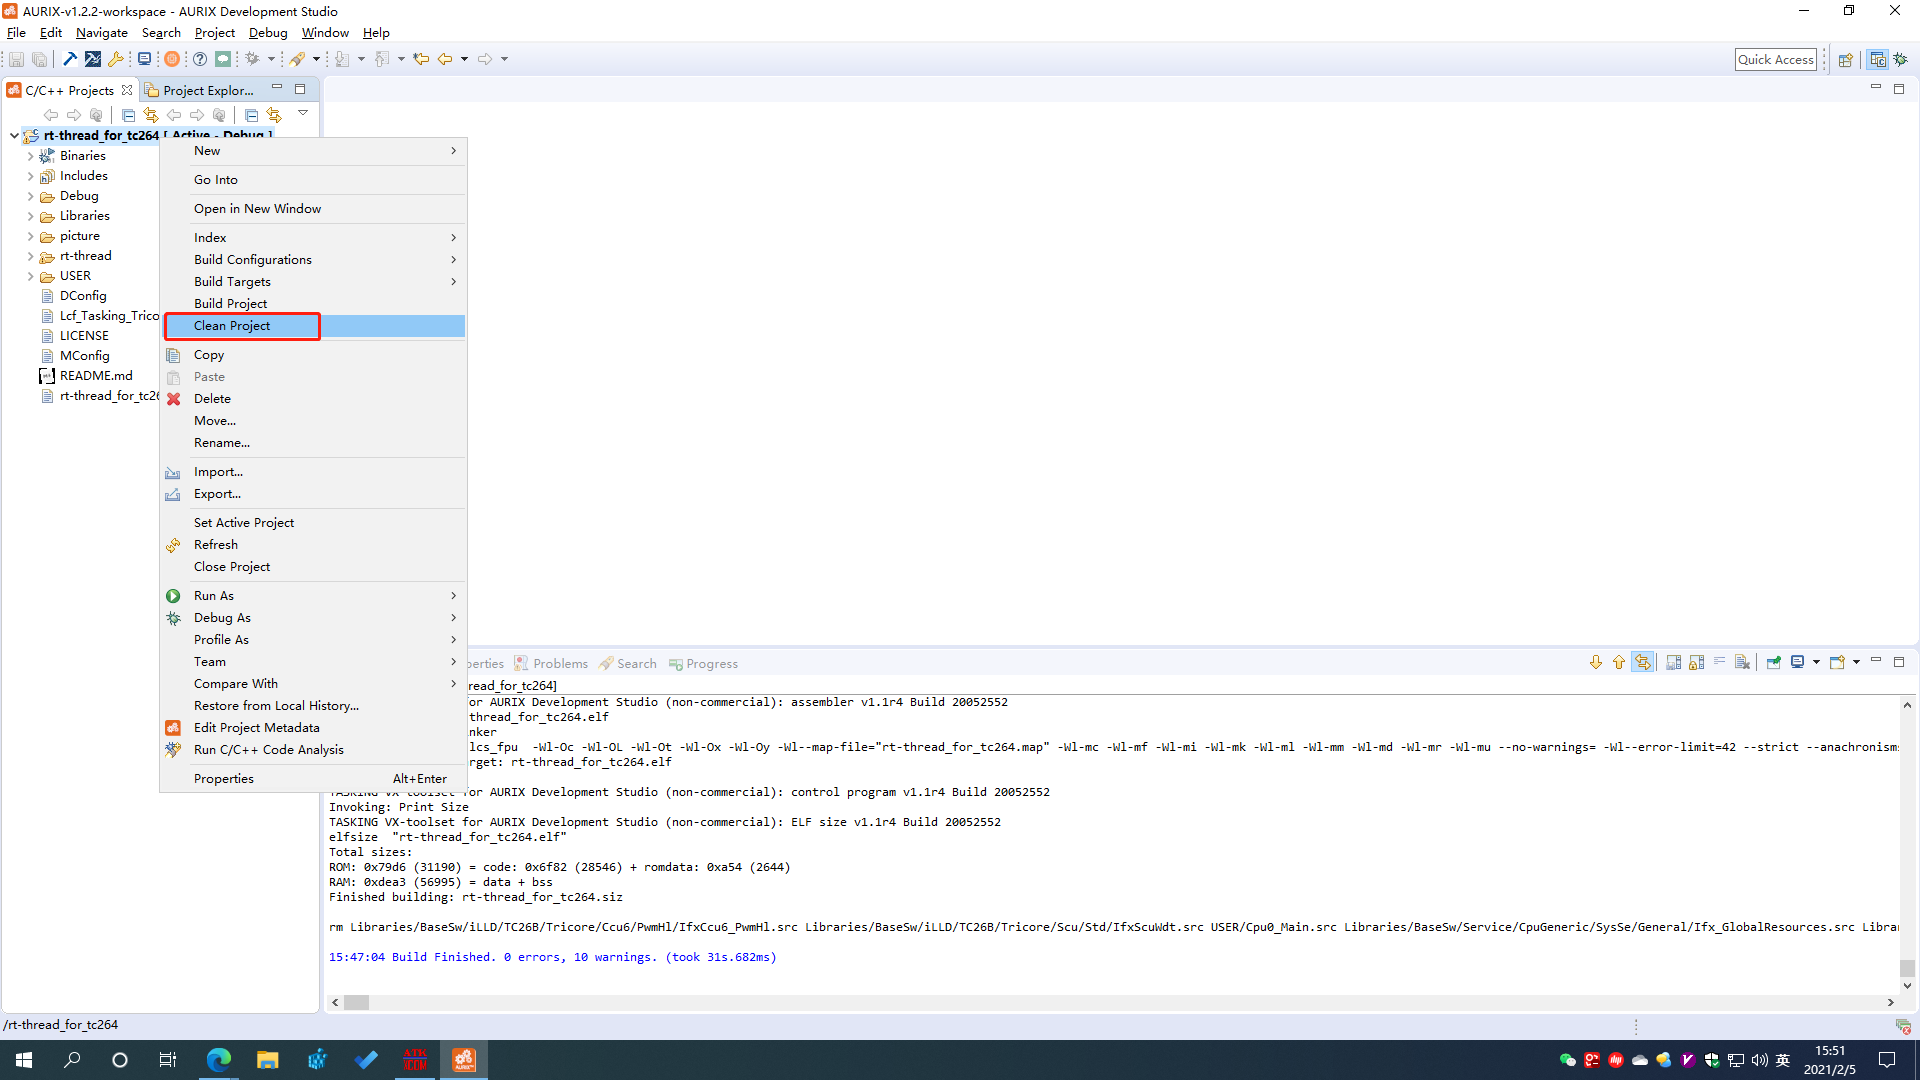 AURIX-v1.2.2-workspace - AURIX Development Studio
File Edit Navigate Search Project Debug Window Help
Quick Access
C/C++ Projects
Project Explor...
rt-thread_for_tc264 [ Active - Debug ]
Binaries
Includes
Debug
Libraries
picture
rt-thread
USER
DConfig
Lcf_Tasking_Trico
LICENSE
MConfig
README.md
rt-thread_for_tc26
New
Go Into
Open in New Window
Index
Build Configurations
Build Targets
Build Project
Clean Project
Copy
Paste
Delete
Move...
Rename...
Import...
Export...
Set Active Project
Refresh
Close Project
Run As
Debug As
Profile As
Team
Compare With
Restore from Local History...
Edit Project Metadata
Run C/C++ Code Analysis
Properties Alt+Enter
perties Problems Search Progress
read_for_tc264]
for AURIX Development Studio (non-commercial): assembler v1.1r4 Build 20052552
thread_for_tc264.elf
nker
lcs_fpu -Wl-Oc -Wl-OL -Wl-Ot -Wl-Ox -Wl-Oy -Wl--map-file="rt-thread_for_tc264.map" -Wl-mc -Wl-mf -Wl-mi -Wl-mk -Wl-ml -Wl-mm -Wl-md -Wl-mr -Wl-mu --no-warnings= -Wl--error-limit=42 --strict --anachronisms
rget: rt-thread_for_tc264.elf
TASKING VX-toolset for AURIX Development Studio (non-commercial): control program v1.1r4 Build 20052552
Invoking: Print Size
TASKING VX-toolset for AURIX Development Studio (non-commercial): ELF size v1.1r4 Build 20052552
elfsize "rt-thread_for_tc264.elf"
Total sizes:
ROM: 0x79d6 (31190) = code: 0x6f82 (28546) + romdata: 0xa54 (2644)
RAM: 0xdea3 (56995) = data + bss
Finished building: rt-thread_for_tc264.siz
rm Libraries/BaseSw/iLLD/TC26B/Tricore/Ccu6/PwmHl/IfxCcu6_PwmHl.src Libraries/BaseSw/iLLD/TC26B/Tricore/Scu/Std/IfxScuWdt.src USER/Cpu0_Main.src Libraries/BaseSw/Service/CpuGeneric/SysSe/General/Ifx_GlobalResources.src Libra
15:47:04 Build Finished. 0 errors, 10 warnings. (took 31s.682ms)
/rt-thread_for_tc264
ATK
XCOM
AURIX
英
15:51
2021/2/5